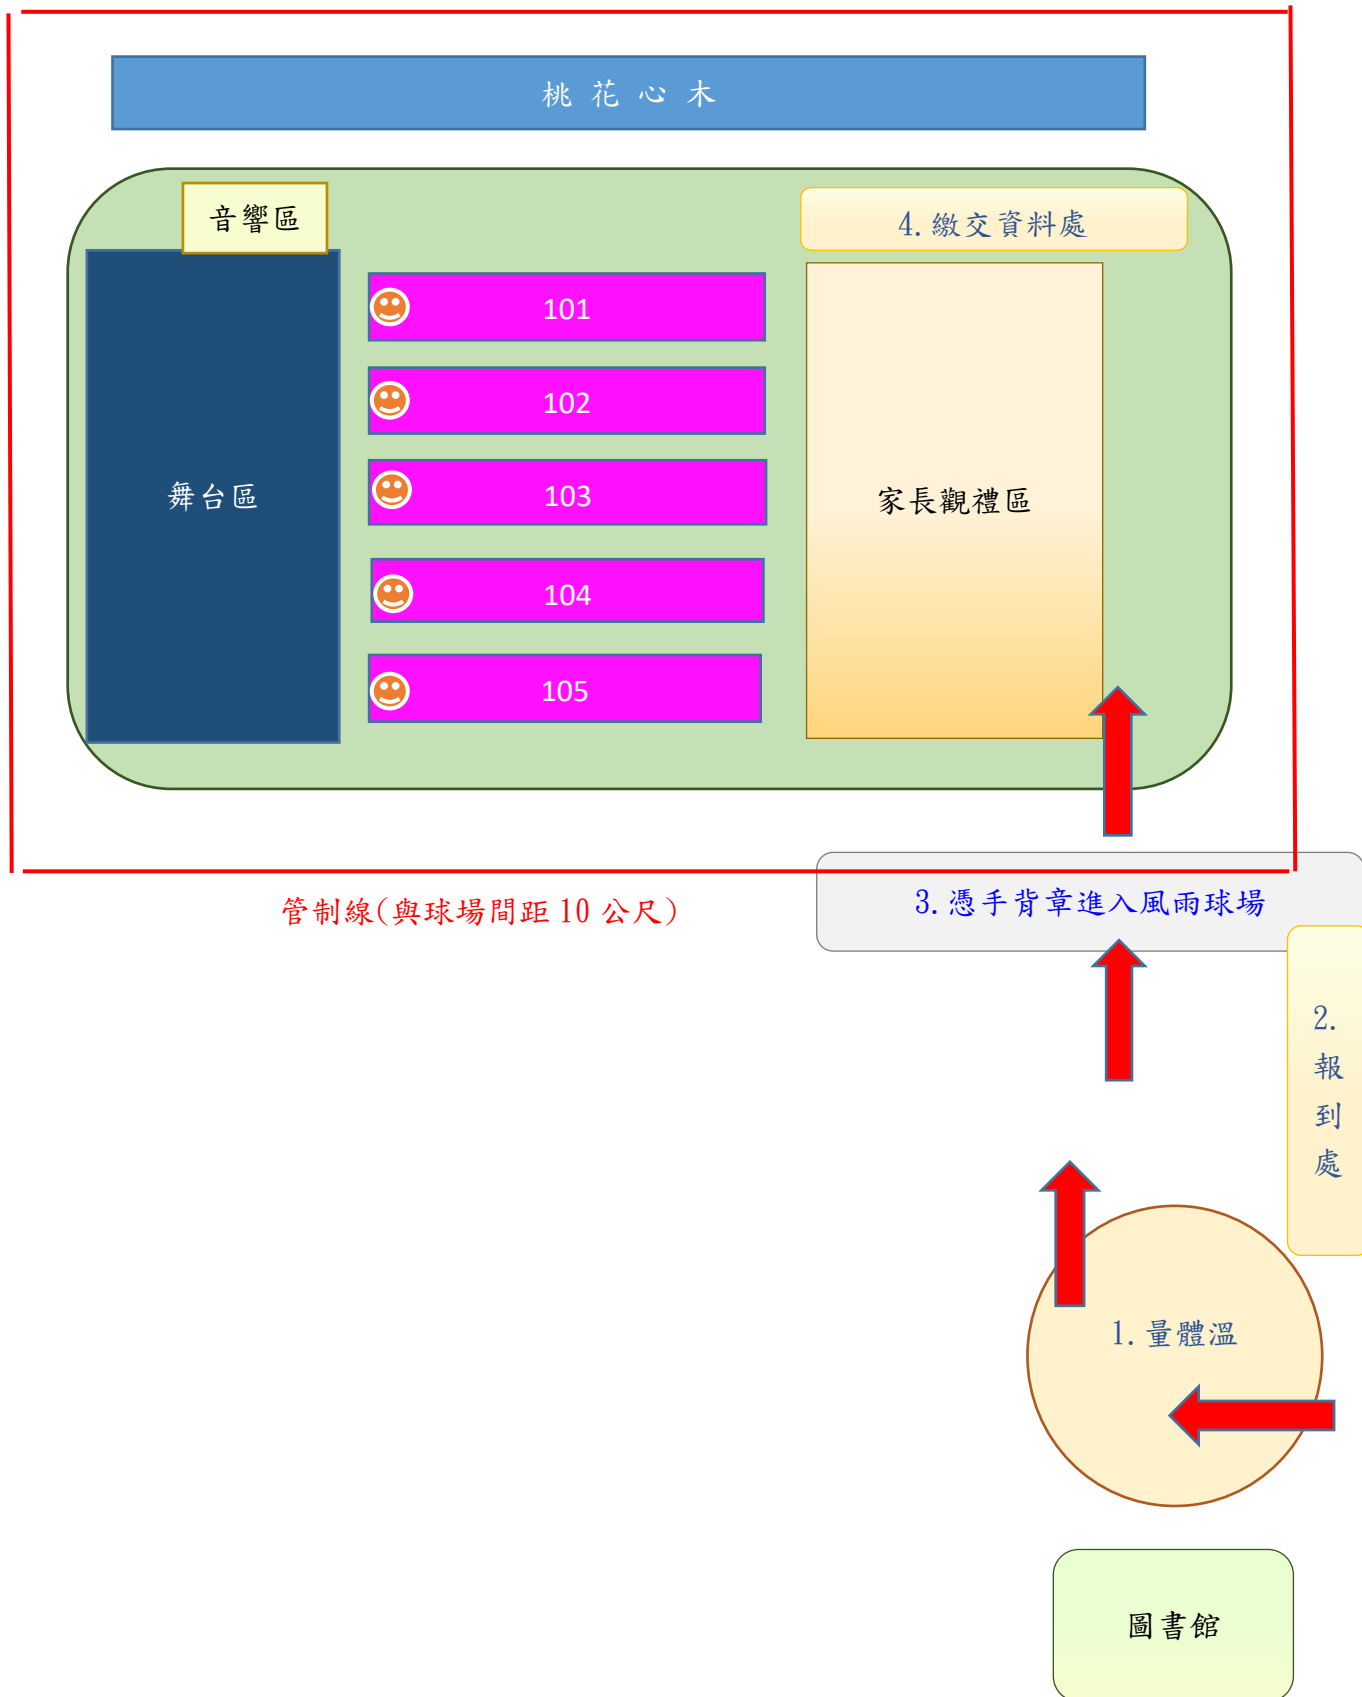 桃花心木
音響區
4.繳交資料處
101
102
103
104
105
舞台區
家長觀禮區
管制線(與球場間距10公尺)
3.憑手背章進入風雨球場
2.
報
到
處
1.量體溫
圖書館